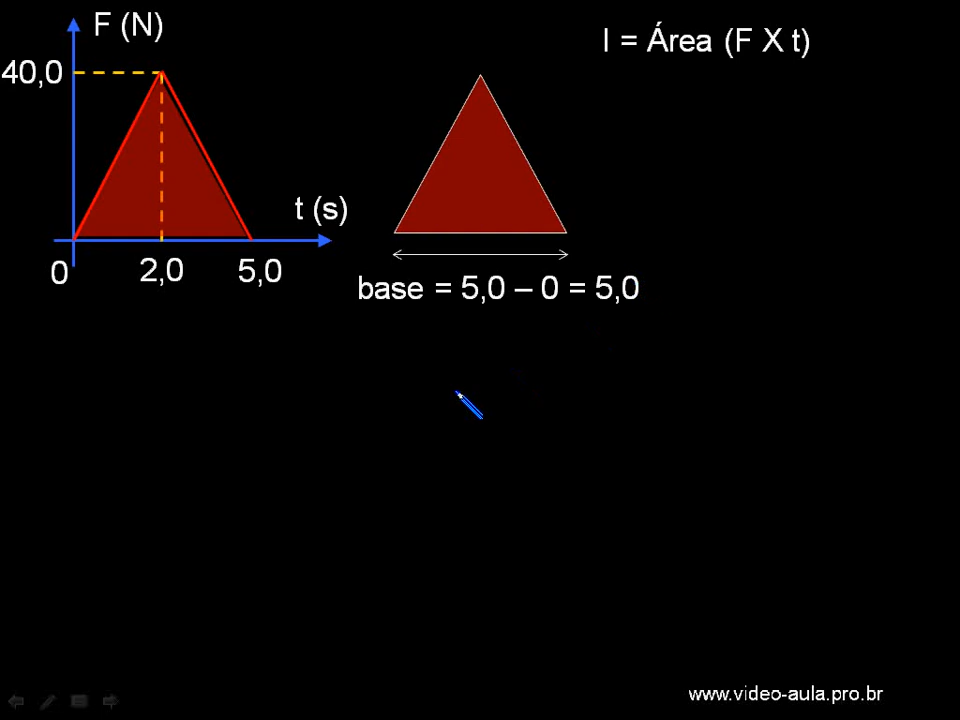 F (N)
I = Área (F X t)
40,0
t (s)
0
2,0
5,0
base = 5,0 – 0 = 5,0
www.video-aula.pro.br